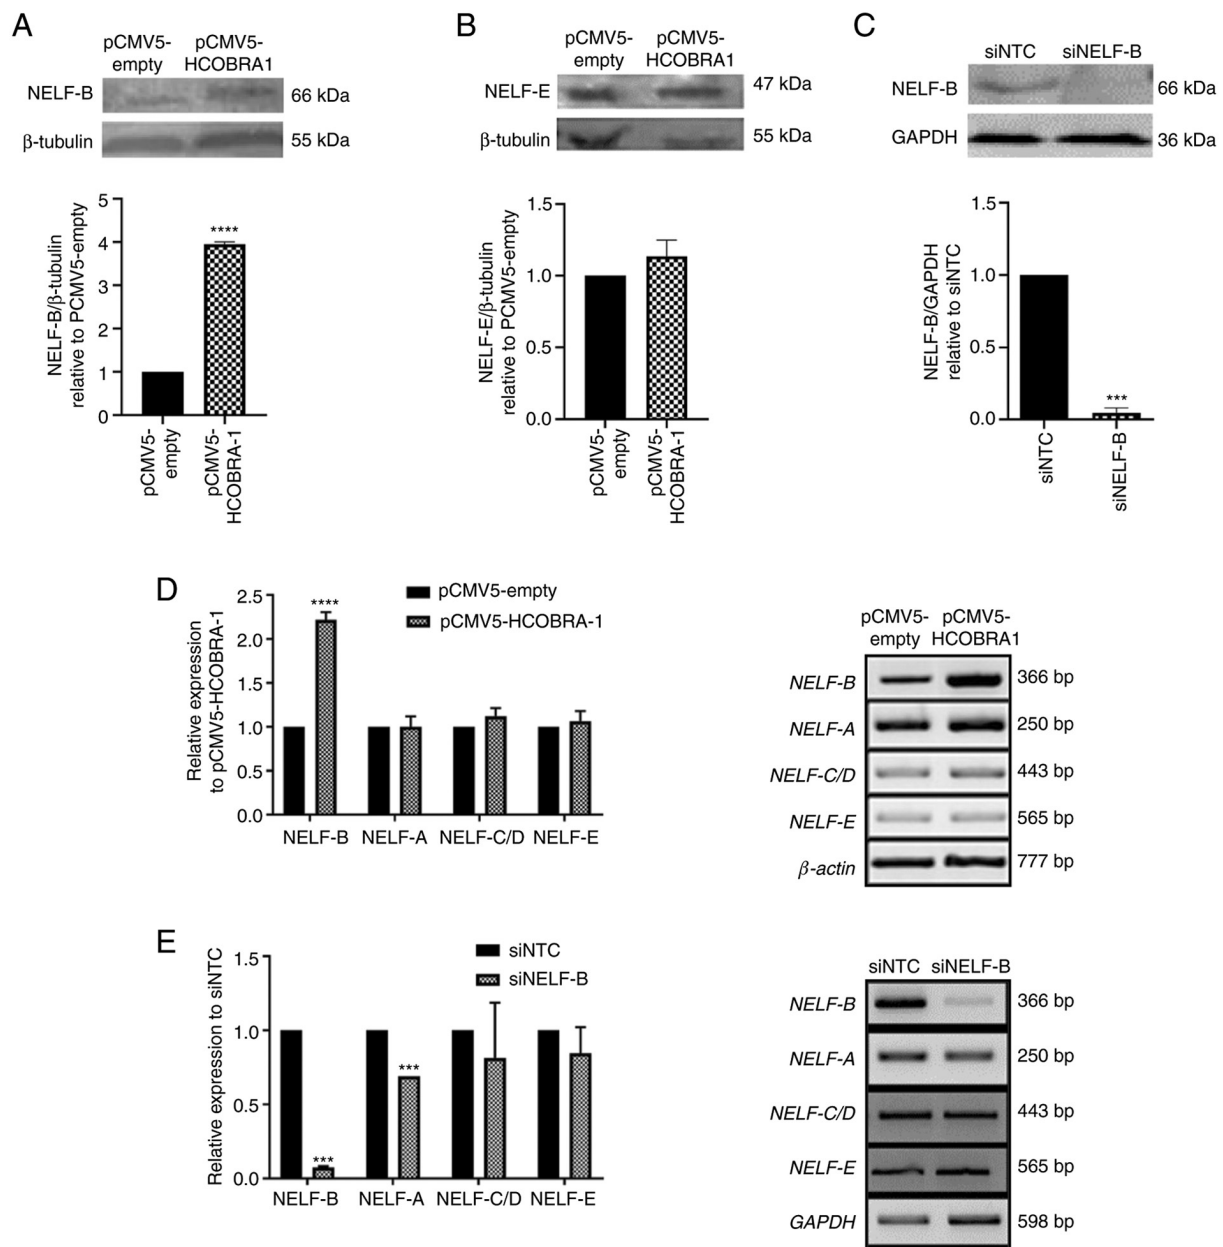 A
pCMV5-
empty
pCMV5-
HCOBRA1
NELF-B
66 kDa
β-tubulin
55 kDa
NELF-B/β-tubulin
relative to PCMV5-empty
5
4
3
2
1
0
****
pCMV5-
empty
pCMV5-
HCOBRA-1
B
pCMV5-
empty
pCMV5-
HCOBRA1
NELF-E
47 kDa
β-tubulin
55 kDa
NELF-E/β-tubulin
relative to PCMV5-empty
1.5
1.0
0.5
0.0
pCMV5-
empty
pCMV5-
HCOBRA-1
C
siNTC
siNELF-B
NELF-B
66 kDa
GAPDH
36 kDa
NELF-B/GAPDH
relative to siNTC
1.5
1.0
0.5
0.0
***
siNTC
siNELF-B
D
Relative expression
to pCMV5-HCOBRA-1
2.5
2.0
1.0
0.5
0.0
****
pCMV5-empty
pCMV5-HCOBRA-1
NELF-B
NELF-A
NELF-C/D
NELF-E
pCMV5-
empty
pCMV5-
HCOBRA1
NELF-B
366 bp
NELF-A
250 bp
NELF-C/D
443 bp
NELF-E
565 bp
β-actin
777 bp
E
Relative expression to siNTC
1.5
1.0
0.5
0.0
***
***
siNTC
siNELF-B
NELF-B
NELF-A
NELF-C/D
NELF-E
siNTC
siNELF-B
NELF-B
366 bp
NELF-A
250 bp
NELF-C/D
443 bp
NELF-E
565 bp
GAPDH
598 bp